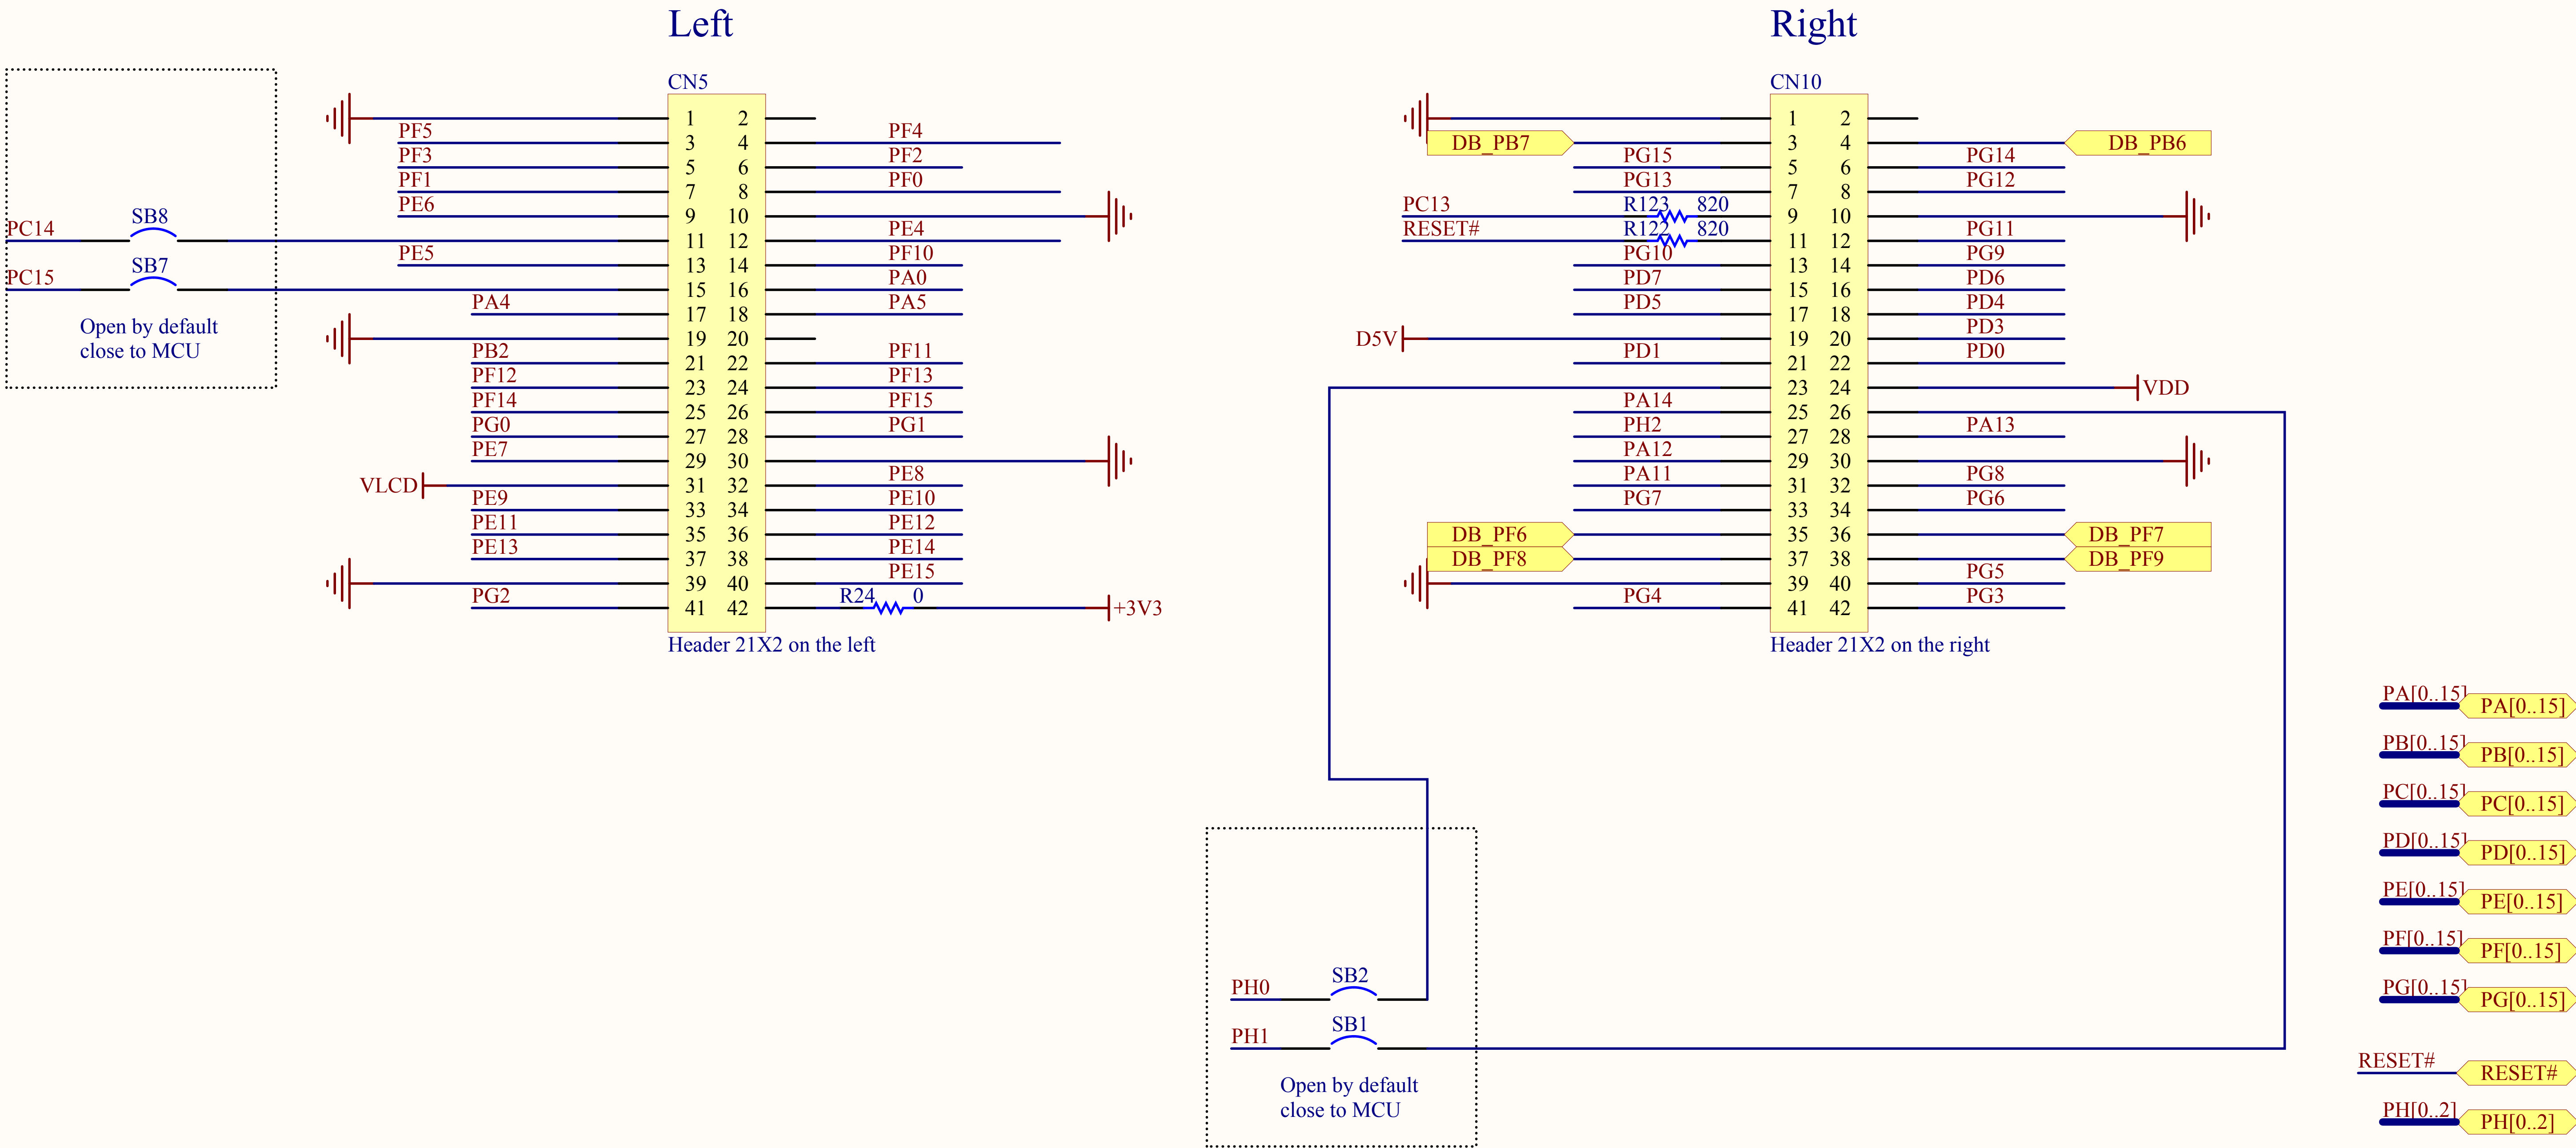 Left
Right
CN5
CN10
1 2
PF5 3 4 PF4
PF3 5 6 PF2
PF1 7 8 PF0
PE6 9 10
PC14 SB8 11 12 PE4
PE5 13 14 PF10
PC15 SB7 15 16 PA0
PA4 17 18 PA5
Open by default
close to MCU
19 20
PB2 21 22 PF11
PF12 23 24 PF13
PF14 25 26 PF15
PG0 27 28 PG1
PE7 29 30
VLCD 31 32 PE8
PE9 33 34 PE10
PE11 35 36 PE12
PE13 37 38 PE14
39 40 PE15
PG2 41 42 R24 0 +3V3
Header 21X2 on the left
1 2
DB_PB7 3 4 DB_PB6
PG15 5 6 PG14
PG13 7 8 PG12
PC13 R123 820 9 10
RESET# R122 820 11 12 PG11
PG10 13 14 PG9
PD7 15 16 PD6
PD5 17 18 PD4
D5V 19 20 PD3
PD1 21 22 PD0
23 24 VDD
PA14 25 26
PH2 27 28 PA13
PA12 29 30
PA11 31 32 PG8
PG7 33 34 PG6
DB_PF6 35 36 DB_PF7
DB_PF8 37 38 DB_PF9
39 40 PG5
PG4 41 42 PG3
Header 21X2 on the right
PH0 SB2
PH1 SB1
Open by default
close to MCU
PA[0..15] PA[0..15]
PB[0..15] PB[0..15]
PC[0..15] PC[0..15]
PD[0..15] PD[0..15]
PE[0..15] PE[0..15]
PF[0..15] PF[0..15]
PG[0..15] PG[0..15]
RESET# RESET#
PH[0..2] PH[0..2]